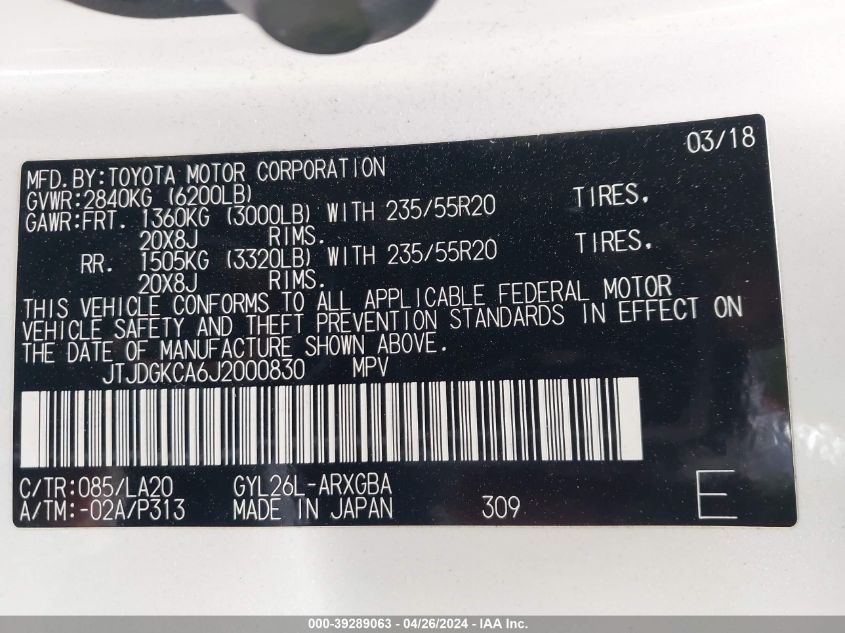 03/18
MFD.BY:TOYOTA MOTOR CORPORATION
GVWR:2840KG (6200LB)
GAWR:FRT. 1360KG (3000LB) WITH 235/55R20 TIRES.
20X8J RIMS.
RR. 1505KG (3320LB) WITH 235/55R20 TIRES.
20X8J RIMS.
THIS VEHICLE CONFORMS TO ALL APPLICABLE FEDERAL MOTOR
VEHICLE SAFETY AND THEFT PREVENTION STANDARDS IN EFFECT ON
THE DATE OF MANUFACTURE SHOWN ABOVE.
JTJDGKCA6J2000830 MPV
C/TR:085/LA20 GYL26L-ARXGBA
A/TM:-02A/P313 MADE IN JAPAN 309 E
000-39289063 - 04/26/2024 - IAA Inc.